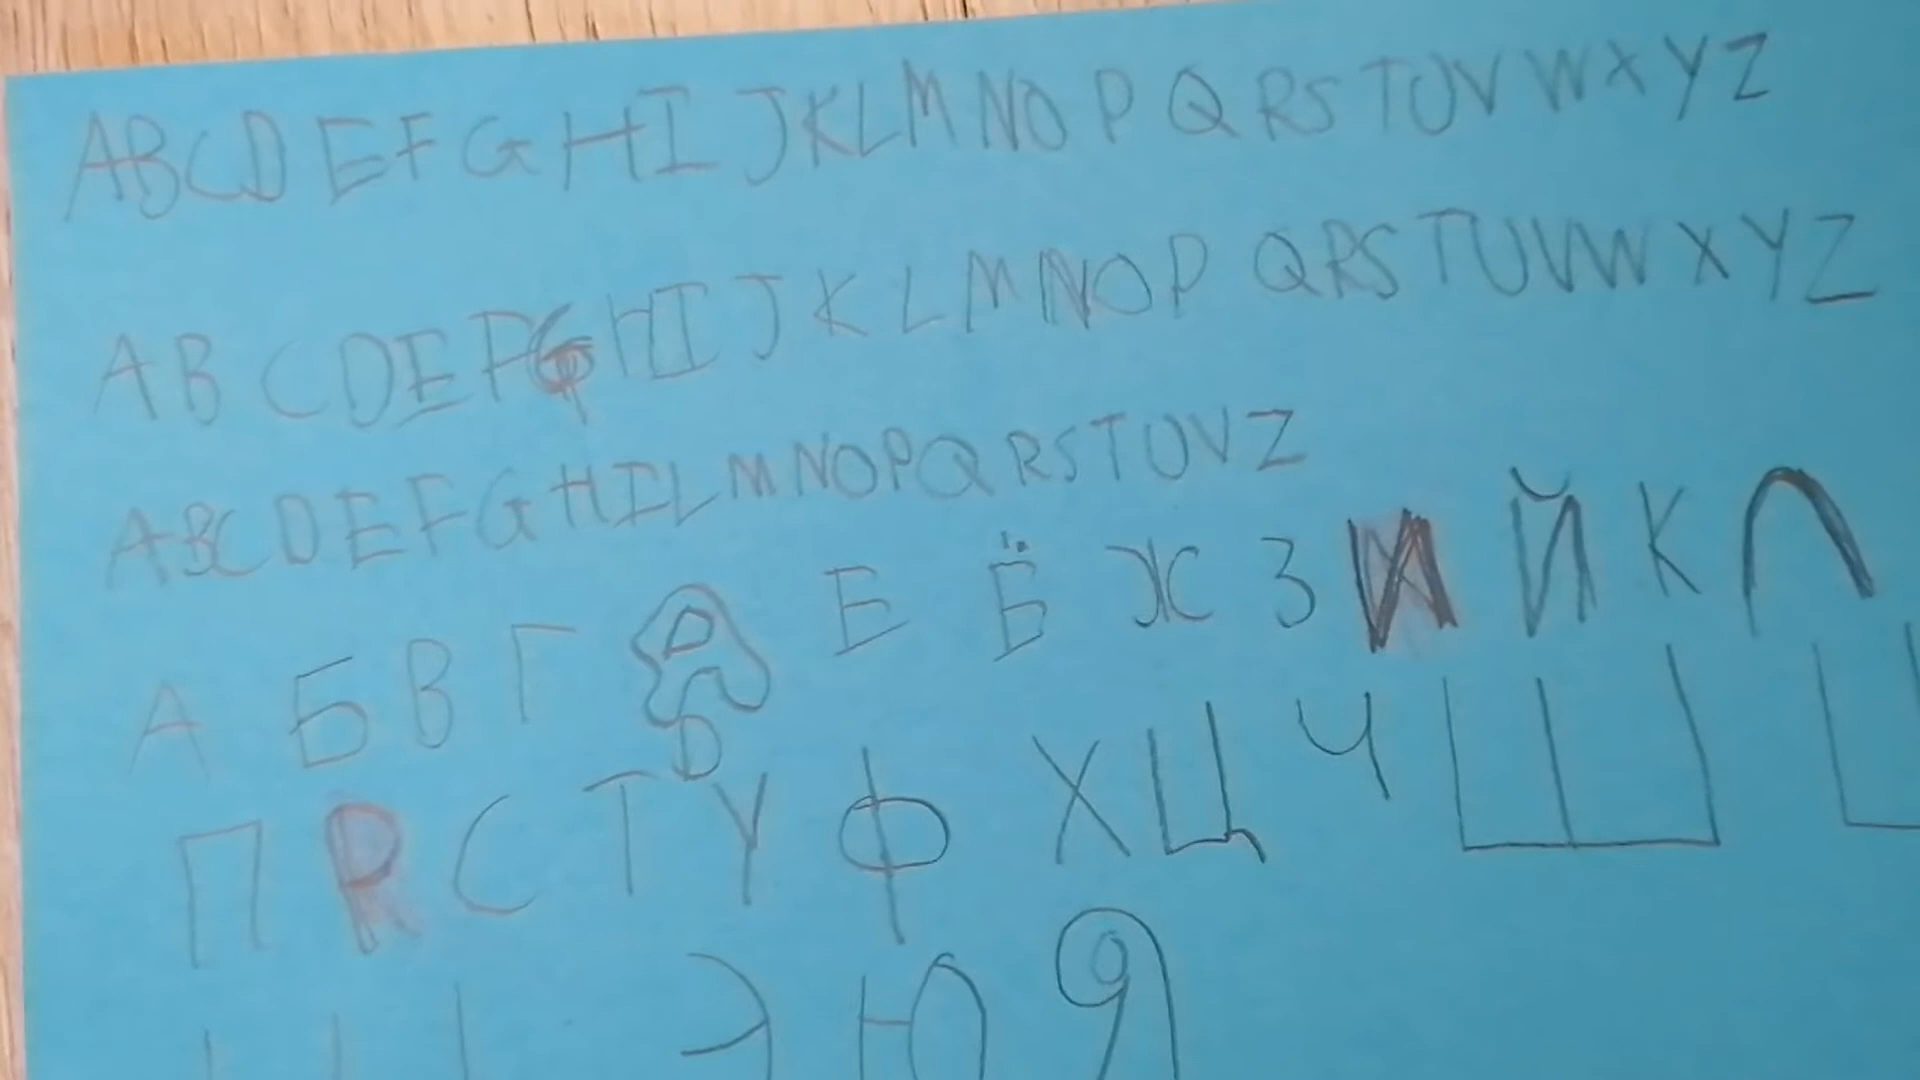 ABCDEFGHIJKLMNOPQRSTUVWXYZ
ABCDEFGHIJKLMNOPQRSTUVWXYZ
ABCDEFGHILMNOPQRSTUVZ
А Б В Г D Е Ё Ж З И Й К Л
П R С Т У Ф Х Ц Ч Ш
Э Ю Я